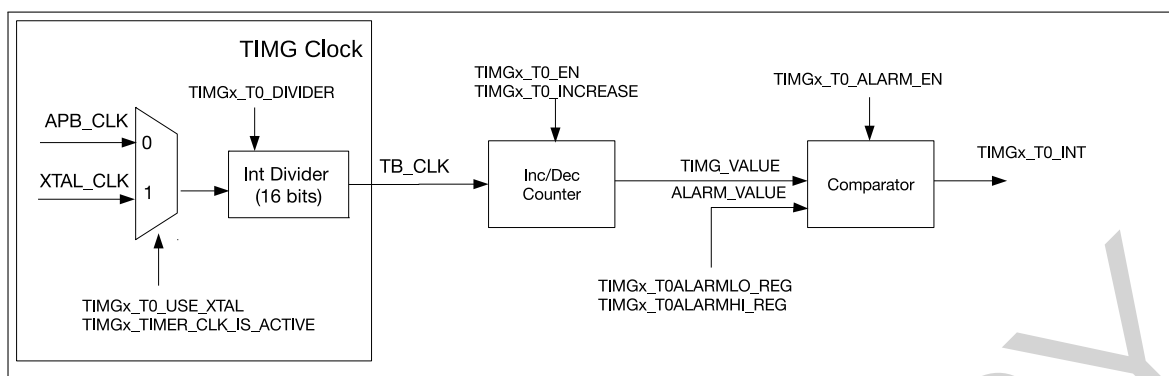 TIMG Clock
TIMGx_T0_EN
TIMGx_T0_INCREASE
TIMGx_T0_ALARM_EN
TIMGx_T0_DIVIDER
APB_CLK
0
XTAL_CLK
1
Int Divider
(16 bits)
TB_CLK
Inc/Dec
Counter
TIMG_VALUE
ALARM_VALUE
Comparator
TIMGx_T0_INT
TIMGx_T0_USE_XTAL
TIMGx_TIMER_CLK_IS_ACTIVE
TIMGx_T0ALARMLO_REG
TIMGx_T0ALARMHI_REG